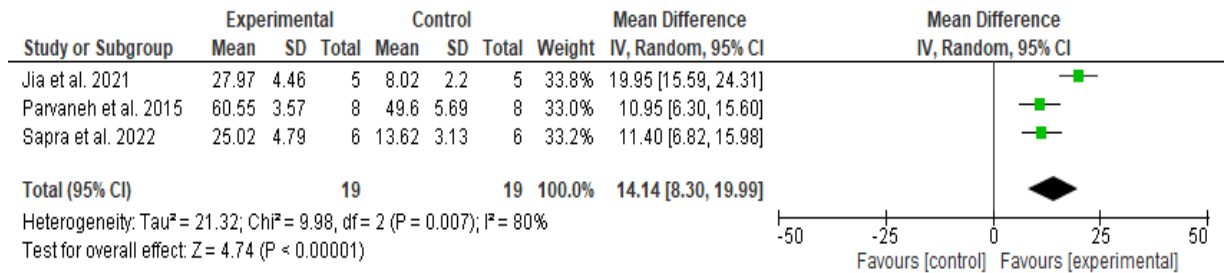 Experimental Control Mean Difference Mean Difference
Study or Subgroup Mean SD Total Mean SD Total Weight IV, Random, 95% CI IV, Random, 95% CI
Jia et al. 2021 27.97 4.46 5 8.02 2.2 5 33.8% 19.95 [15.59, 24.31]
Parvaneh et al. 2015 60.55 3.57 8 49.6 5.69 8 33.0% 10.95 [6.30, 15.60]
Sapra et al. 2022 25.02 4.79 6 13.62 3.13 6 33.2% 11.40 [6.82, 15.98]
Total (95% CI) 19 19 100.0% 14.14 [8.30, 19.99]
Heterogeneity: Tau² = 21.32; Chi² = 9.98, df = 2 (P = 0.007); I² = 80%
Test for overall effect: Z = 4.74 (P < 0.00001)
-50 -25 0 25 50
Favours [control] Favours [experimental]